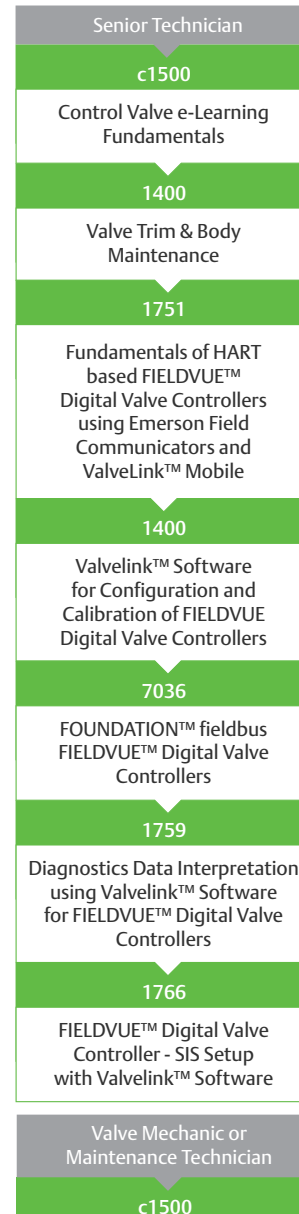 Senior Technician
c1500
Control Valve e-Learning
Fundamentals
1400
Valve Trim & Body
Maintenance
1751
Fundamentals of HART
based FIELDVUE™
Digital Valve Controllers
using Emerson Field
Communicators and
ValveLink™ Mobile
1400
Valvelink™ Software
for Configuration and
Calibration of FIELDVUE
Digital Valve Controllers
7036
FOUNDATION™ fieldbus
FIELDVUE™ Digital Valve
Controllers
1759
Diagnostics Data Interpretation
using Valvelink™ Software
for FIELDVUE™ Digital Valve
Controllers
1766
FIELDVUE™ Digital Valve
Controller - SIS Setup
with Valvelink™ Software
Valve Mechanic or
Maintenance Technician
c1500